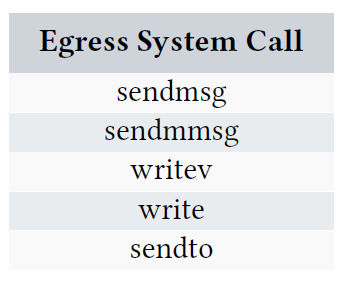 Egress System Call
sendmsg
sendmmsg
writev
write
sendto